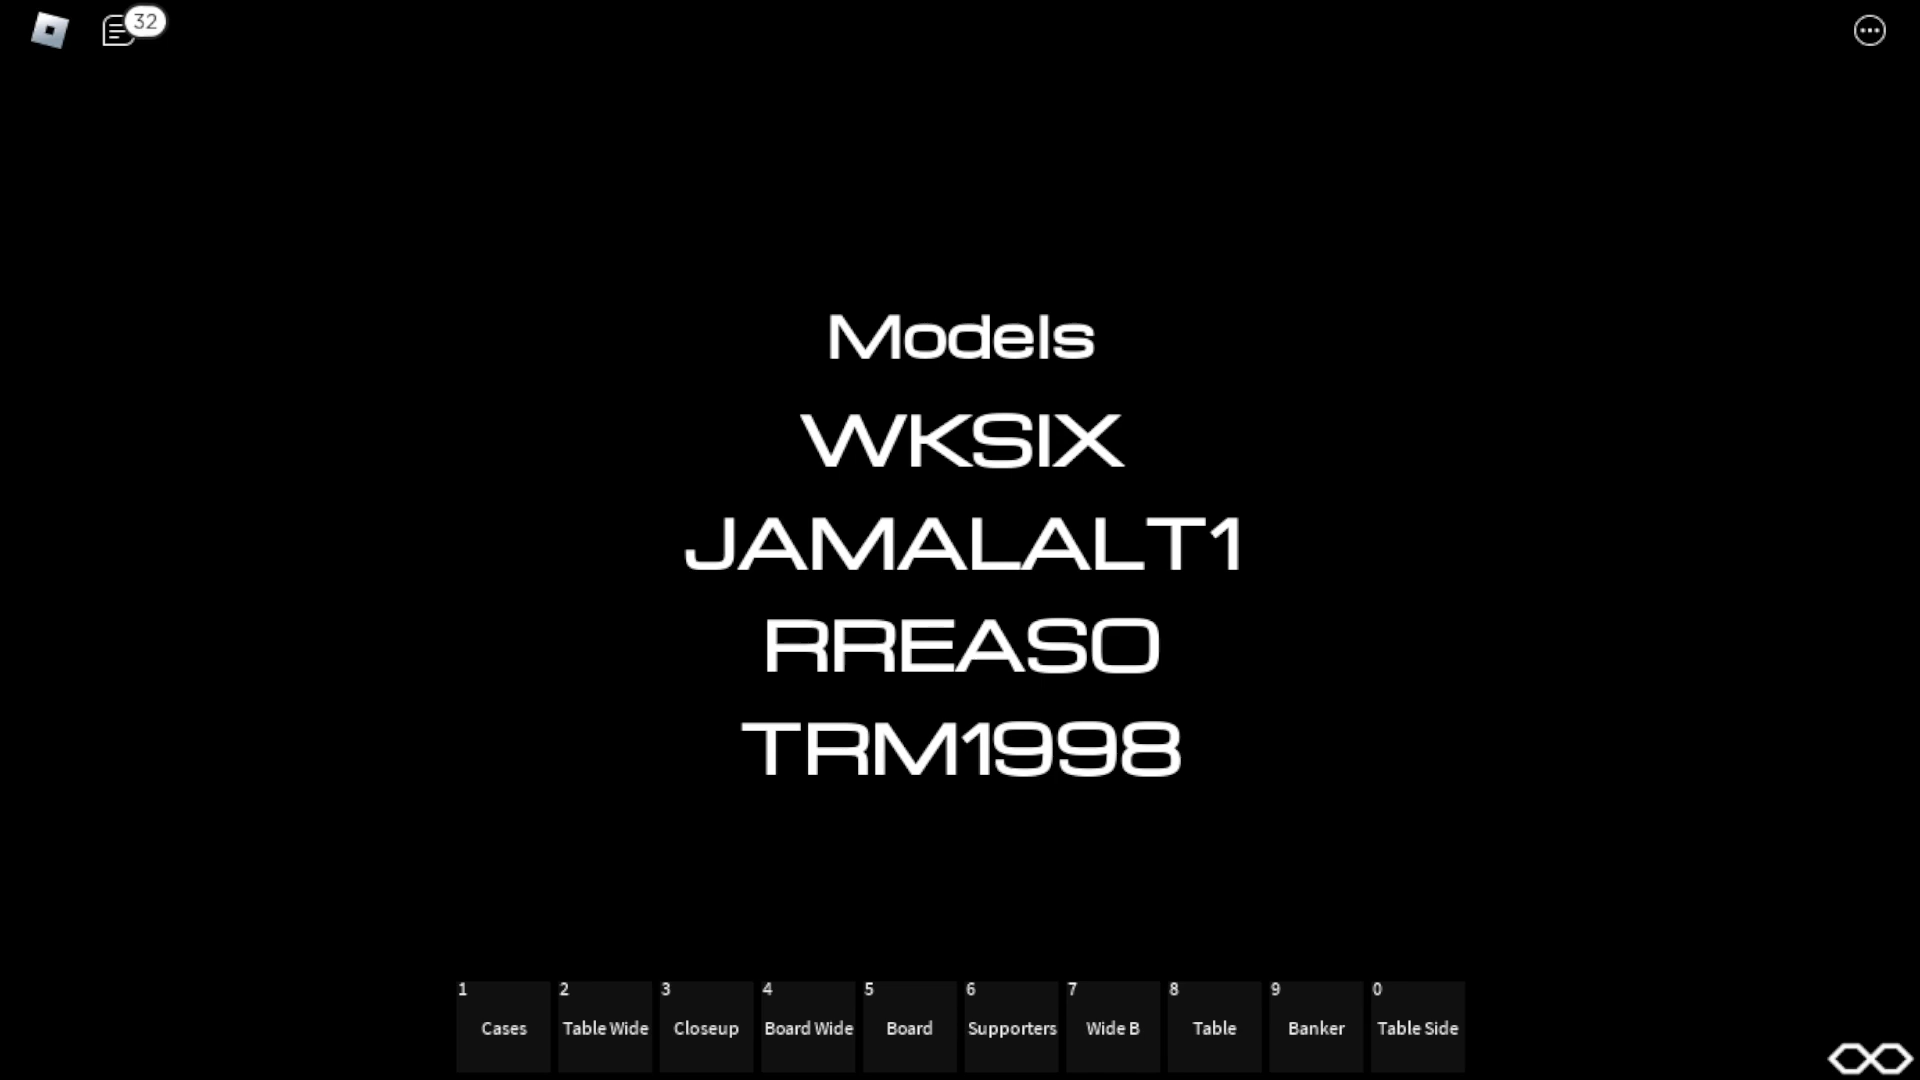 32
Models
WKSIX
JAMALALT1
RREASO
TRM1998
1 2 3 4 5 6 7 8 9 0
Cases Table Wide Closeup Board Wide Board Supporters Wide B Table Banker Table Side